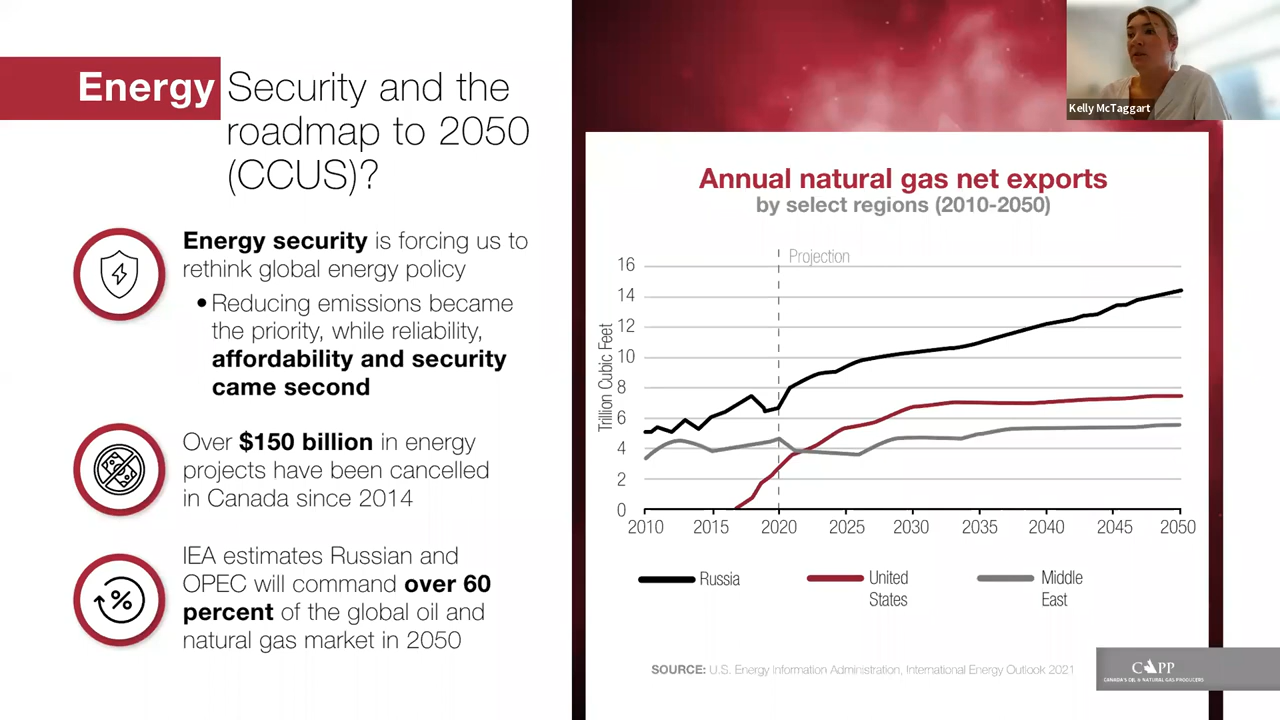 Energy Security and the
roadmap to 2050
(CCUS)?
Energy security is forcing us to
rethink global energy policy
• Reducing emissions became
the priority, while reliability,
affordability and security
came second
Over $150 billion in energy
projects have been cancelled
in Canada since 2014
%
IEA estimates Russian and
OPEC will command over 60
percent of the global oil and
natural gas market in 2050
Kelly McTaggart
Annual natural gas net exports
by select regions (2010-2050)
Projection
Trillion Cubic Feet
16
14
12
10
8
6
4
2
0
2010 2015 2020 2025 2030 2035 2040 2045 2050
Russia
United
States
Middle
East
SOURCE: U.S. Energy Information Administration, International Energy Outlook 2021
CAPP
CANADA'S OIL & NATURAL GAS PRODUCERS